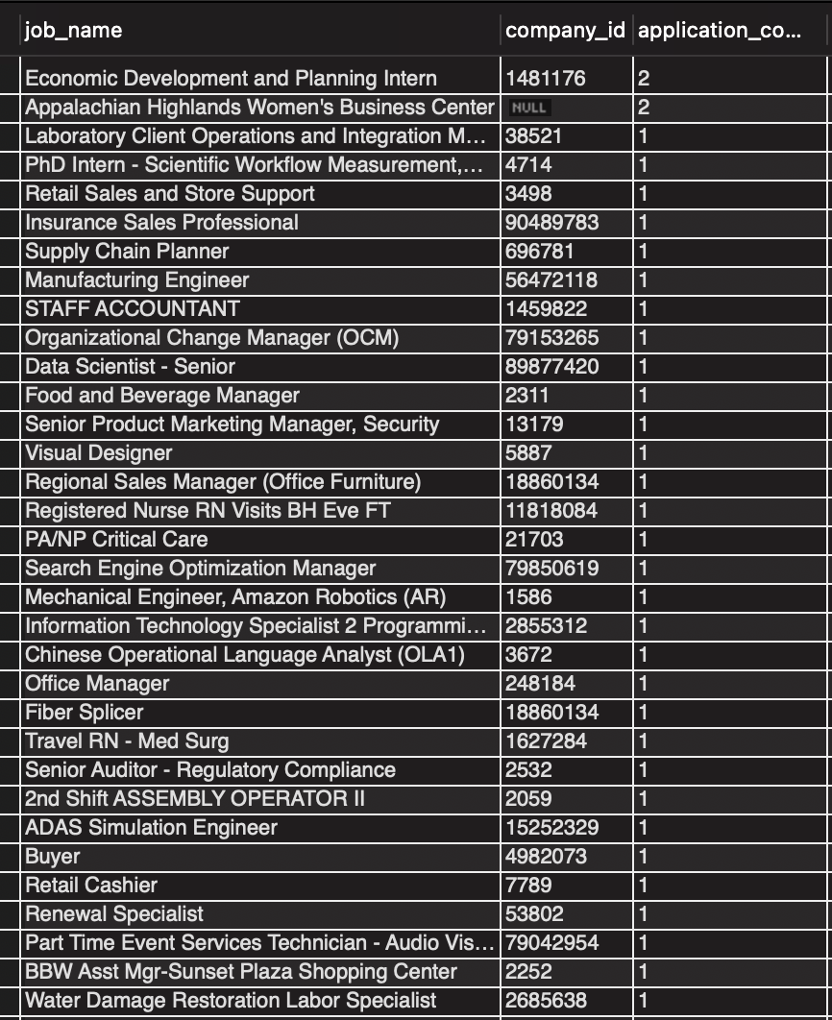 job_name company_id application_co...
Economic Development and Planning Intern 1481176 2
Appalachian Highlands Women's Business Center NULL 2
Laboratory Client Operations and Integration M... 38521 1
PhD Intern - Scientific Workflow Measurement,... 4714 1
Retail Sales and Store Support 3498 1
Insurance Sales Professional 90489783 1
Supply Chain Planner 696781 1
Manufacturing Engineer 56472118 1
STAFF ACCOUNTANT 1459822 1
Organizational Change Manager (OCM) 79153265 1
Data Scientist - Senior 89877420 1
Food and Beverage Manager 2311 1
Senior Product Marketing Manager, Security 13179 1
Visual Designer 5887 1
Regional Sales Manager (Office Furniture) 18860134 1
Registered Nurse RN Visits BH Eve FT 11818084 1
PA/NP Critical Care 21703 1
Search Engine Optimization Manager 79850619 1
Mechanical Engineer, Amazon Robotics (AR) 1586 1
Information Technology Specialist 2 Programmi... 2855312 1
Chinese Operational Language Analyst (OLA1) 3672 1
Office Manager 248184 1
Fiber Splicer 18860134 1
Travel RN - Med Surg 1627284 1
Senior Auditor - Regulatory Compliance 2532 1
2nd Shift ASSEMBLY OPERATOR II 2059 1
ADAS Simulation Engineer 15252329 1
Buyer 4982073 1
Retail Cashier 7789 1
Renewal Specialist 53802 1
Part Time Event Services Technician - Audio Vis... 79042954 1
BBW Asst Mgr-Sunset Plaza Shopping Center 2252 1
Water Damage Restoration Labor Specialist 2685638 1